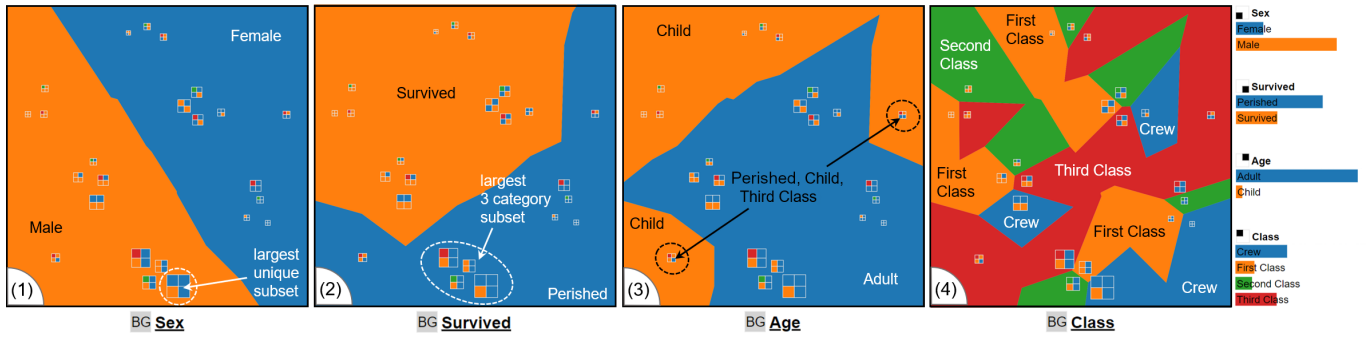 Female
Male
largest
unique
subset
(1)
BG Sex
Survived
largest
3 category
subset
Perished
(2)
BG Survived
Child
Perished, Child,
Third Class
Child
Adult
(3)
BG Age
First
Class
Second
Class
Crew
Third Class
First
Class
Crew
First Class
Crew
(4)
BG Class
Sex
Female
Male
Survived
Perished
Survived
Age
Adult
Child
Class
Crew
First Class
Second Class
Third Class